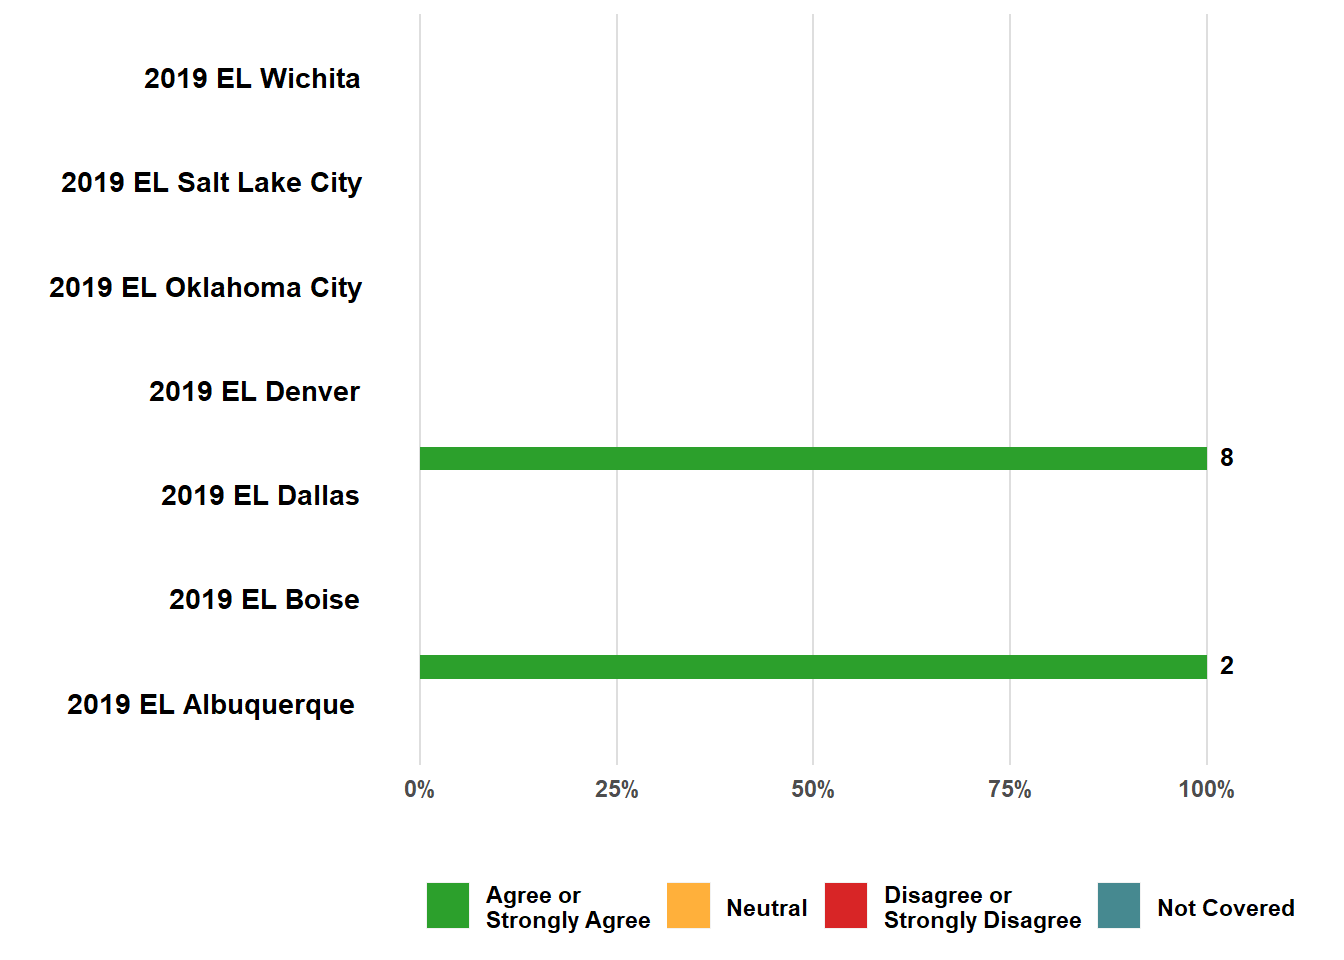 2019 EL Wichita
2019 EL Salt Lake City
2019 EL Oklahoma City
2019 EL Denver
8
2019 EL Dallas
2019 EL Boise
2
2019 EL Albuquerque
0% 25% 50% 75% 100%
Agree or
Strongly Agree
Neutral
Disagree or
Strongly Disagree
Not Covered